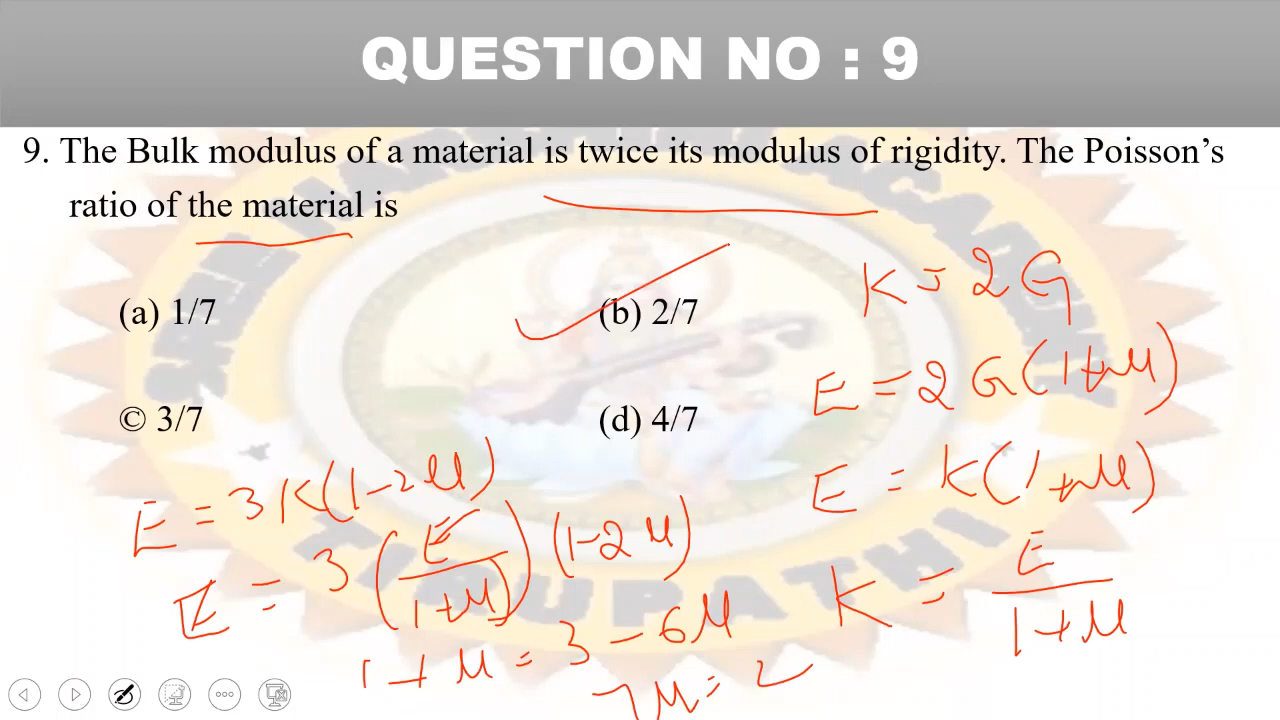 QUESTION NO : 9
9. The Bulk modulus of a material is twice its modulus of rigidity. The Poisson’s
ratio of the material is
(a) 1/7
(b) 2/7
© 3/7
(d) 4/7
K = 2G
E = 2G(1+μ)
E = K(1+μ)
K = E/1+μ
E = 3K(1-2μ)
E = 3(E/1+μ)(1-2μ)
1+μ = 3-6μ
7μ = 2
TIRUPATHI